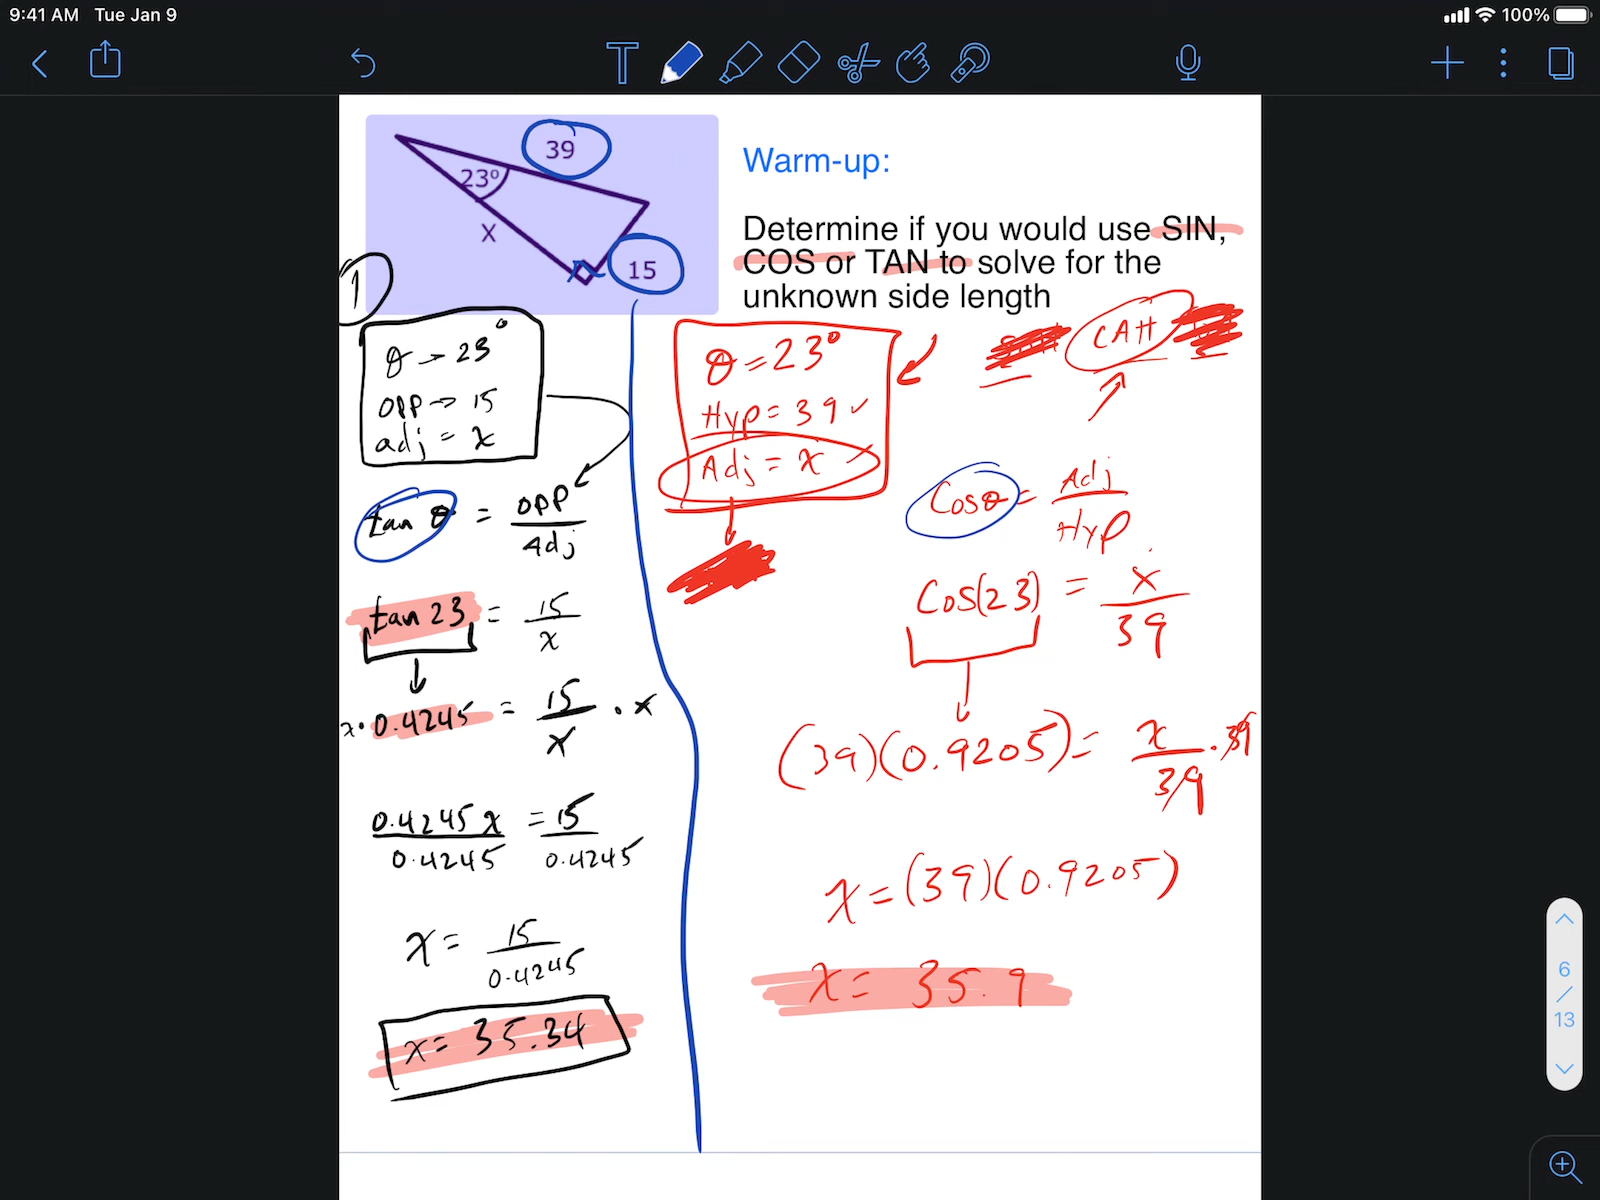 9:41 AM Tue Jan 9
100%
39
23°
X
15
Warm-up:
Determine if you would use SIN,
COS or TAN to solve for the
unknown side length
1
θ → 23°
opp → 15
adj = x
tan θ = opp/Adj
tan 23 = 15/x
x · 0.4245 = 15/x · x
0.4245 x/0.4245 = 15/0.4245
x = 15/0.4245
x = 35.34
θ = 23°
Hyp = 39 ✓
Adj = x
CAH
Cos θ = Adj/Hyp
Cos(23) = x/39
(39)(0.9205) = x/39 · 39
x = (39)(0.9205)
x = 35.9
6
/
13